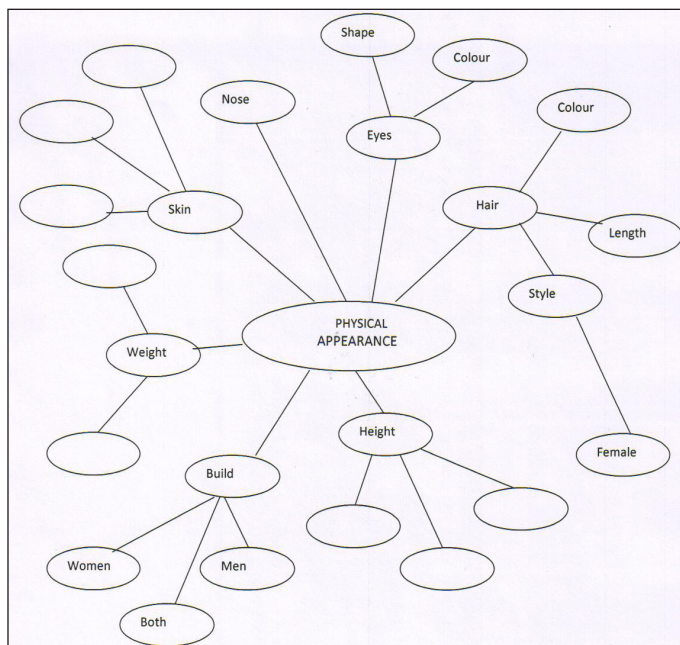 Shape
Colour
Nose
Eyes
Colour
Skin
Hair
Length
Style
PHYSICAL
APPEARANCE
Weight
Height
Female
Build
Women
Men
Both